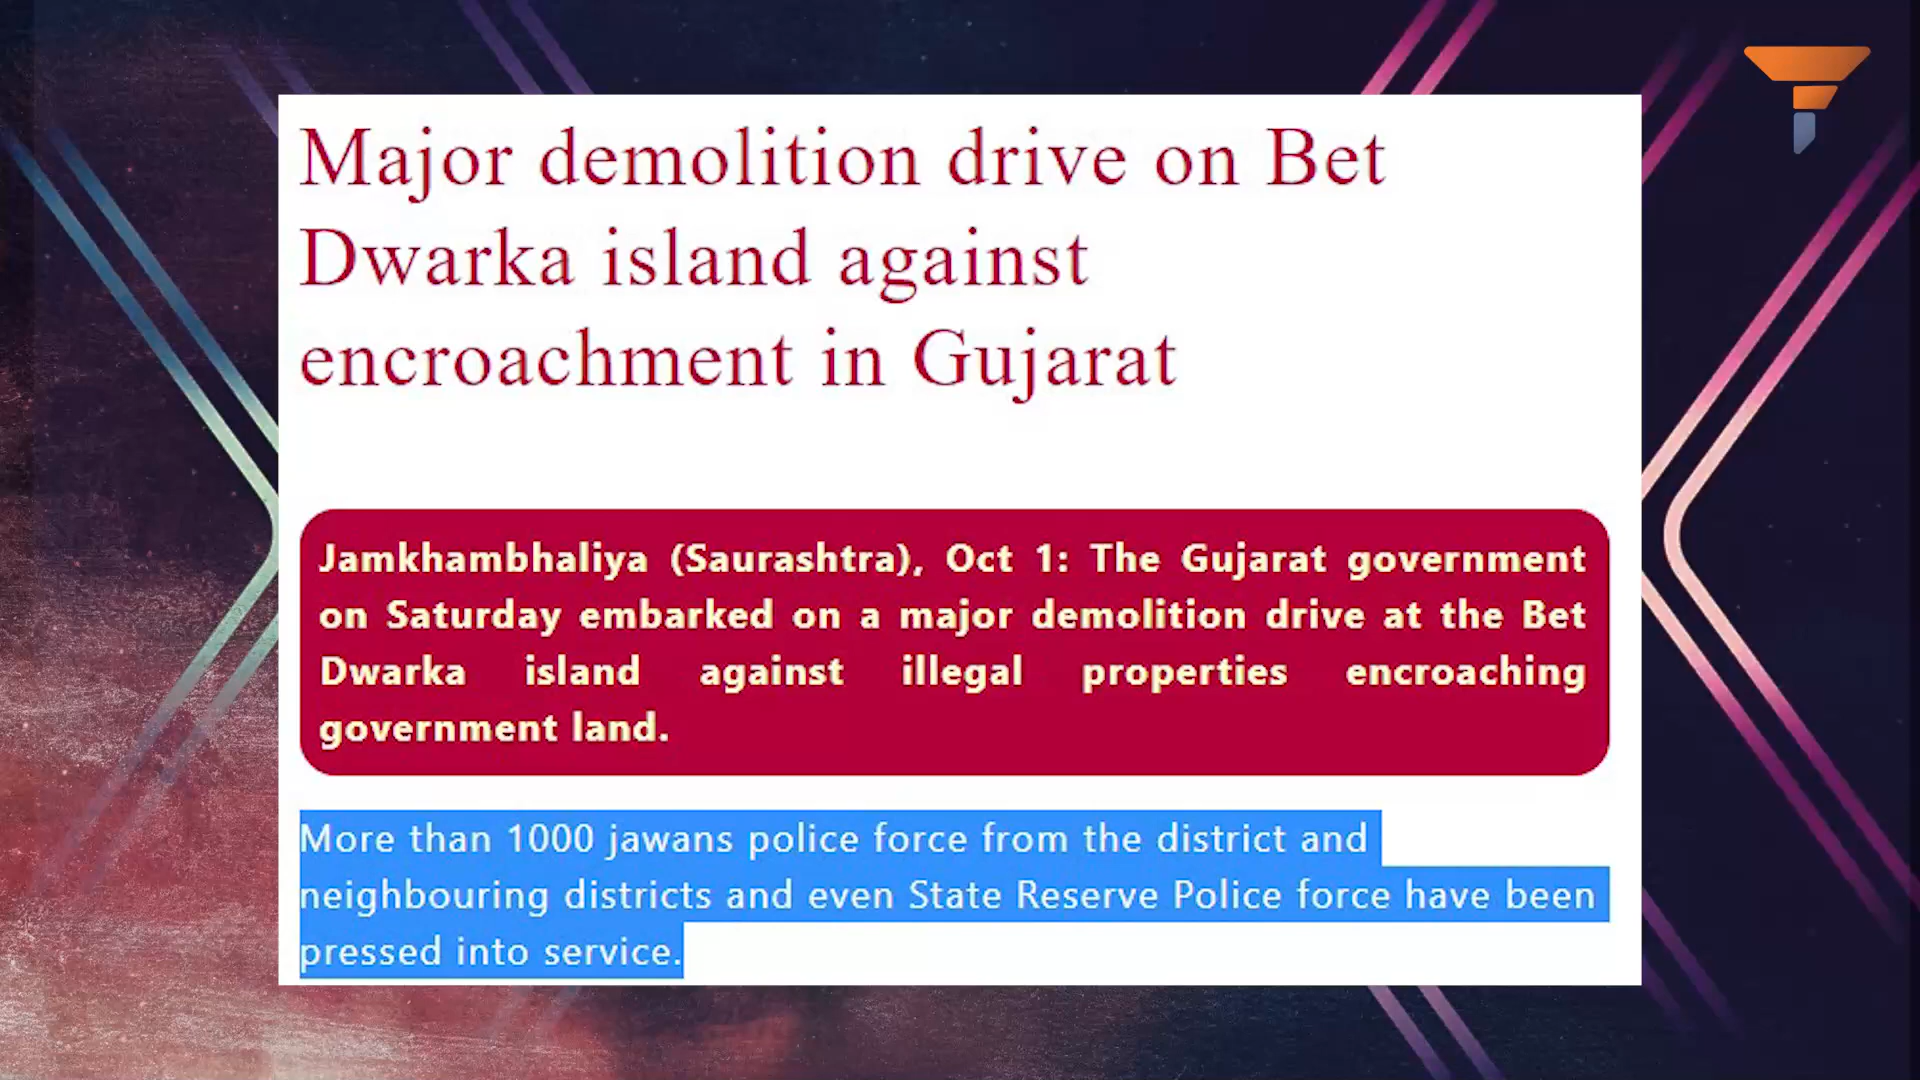 Major demolition drive on Bet
Dwarka island against
encroachment in Gujarat
Jamkhambhaliya (Saurashtra), Oct 1: The Gujarat government
on Saturday embarked on a major demolition drive at the Bet
Dwarka island against illegal properties encroaching
government land.
More than 1000 jawans police force from the district and
neighbouring districts and even State Reserve Police force have been
pressed into service.